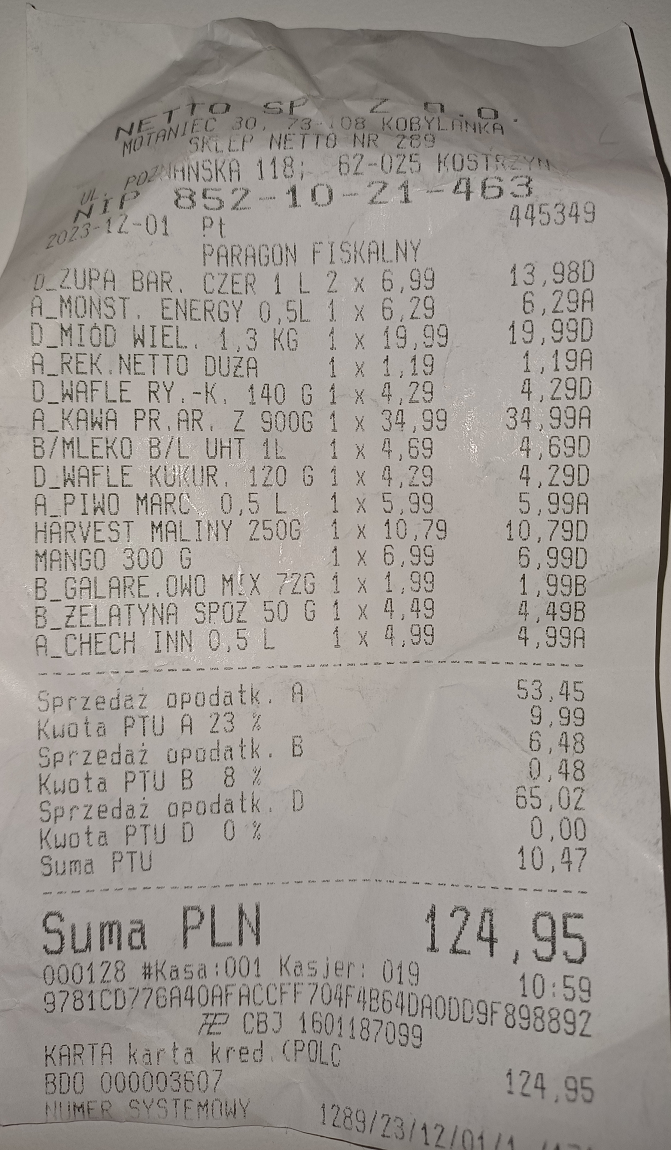 NETTO SP. Z O.O.
MOTANIEC 30, 73-108 KOBYLANKA
SKLEP NETTO NR 289
UL. POZNAŃSKA 118; 62-025 KOSTRZYN
NIP 852-10-21-463
2023-12-01 Pt 445349
PARAGON FISKALNY
D_ZUPA BAR. CZER 1 L 2 x 6,99 13,98D
A_MONST. ENERGY 0,5L 1 x 6,29 6,29A
D_MIÓD WIEL. 1,3 KG 1 x 19,99 19,99D
A_REK.NETTO DUŻA 1 x 1,19 1,19A
D_WAFLE RY.-K. 140 G 1 x 4,29 4,29D
A_KAWA PR.AR. Z 900G 1 x 34,99 34,99A
B/MLEKO B/L UHT 1L 1 x 4,69 4,69D
D_WAFLE KUKUR. 120 G 1 x 4,29 4,29D
A_PIWO MARC. 0,5 L 1 x 5,99 5,99A
HARVEST MALINY 250G 1 x 10,79 10,79D
MANGO 300 G 1 x 6,99 6,99D
B_GALARE.OWO MIX 72G 1 x 1,99 1,99B
B_ŻELATYNA SPOŻ 50 G 1 x 4,49 4,49B
A_CHECH INN 0,5 L 1 x 4,99 4,99A
Sprzedaż opodatk. A 53,45
Kwota PTU A 23 % 9,99
Sprzedaż opodatk. B 6,48
Kwota PTU B 8 % 0,48
Sprzedaż opodatk. D 65,02
Kwota PTU D 0 % 0,00
Suma PTU 10,47
Suma PLN 124,95
000128 #Kasa:001 Kasjer: 019 10:59
9781CD776A40AFACCFF704F4B64DA0DD9F898892
CBJ 1601187099
KARTA karta kred.(POLC 124,95
BDO 000003607
NUMER SYSTEMOWY 1289/23/12/01/1